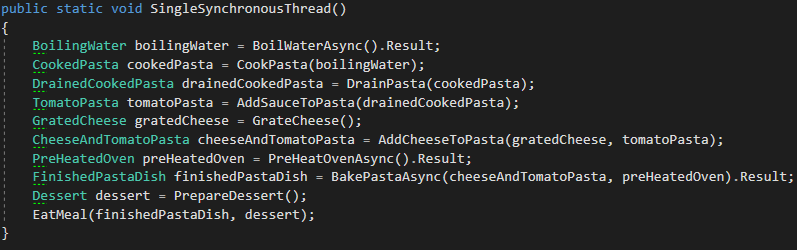 public static void SingleSynchronousThread()
{
BoilingWater boilingWater = BoilWaterAsync().Result;
CookedPasta cookedPasta = CookPasta(boilingWater);
DrainedCookedPasta drainedCookedPasta = DrainPasta(cookedPasta);
TomatoPasta tomatoPasta = AddSauceToPasta(drainedCookedPasta);
GratedCheese gratedCheese = GrateCheese();
CheeseAndTomatoPasta cheeseAndTomatoPasta = AddCheeseToPasta(gratedCheese, tomatoPasta);
PreHeatedOven preHeatedOven = PreHeatOvenAsync().Result;
FinishedPastaDish finishedPastaDish = BakePastaAsync(cheeseAndTomatoPasta, preHeatedOven).Result;
Dessert dessert = PrepareDessert();
EatMeal(finishedPastaDish, dessert);
}